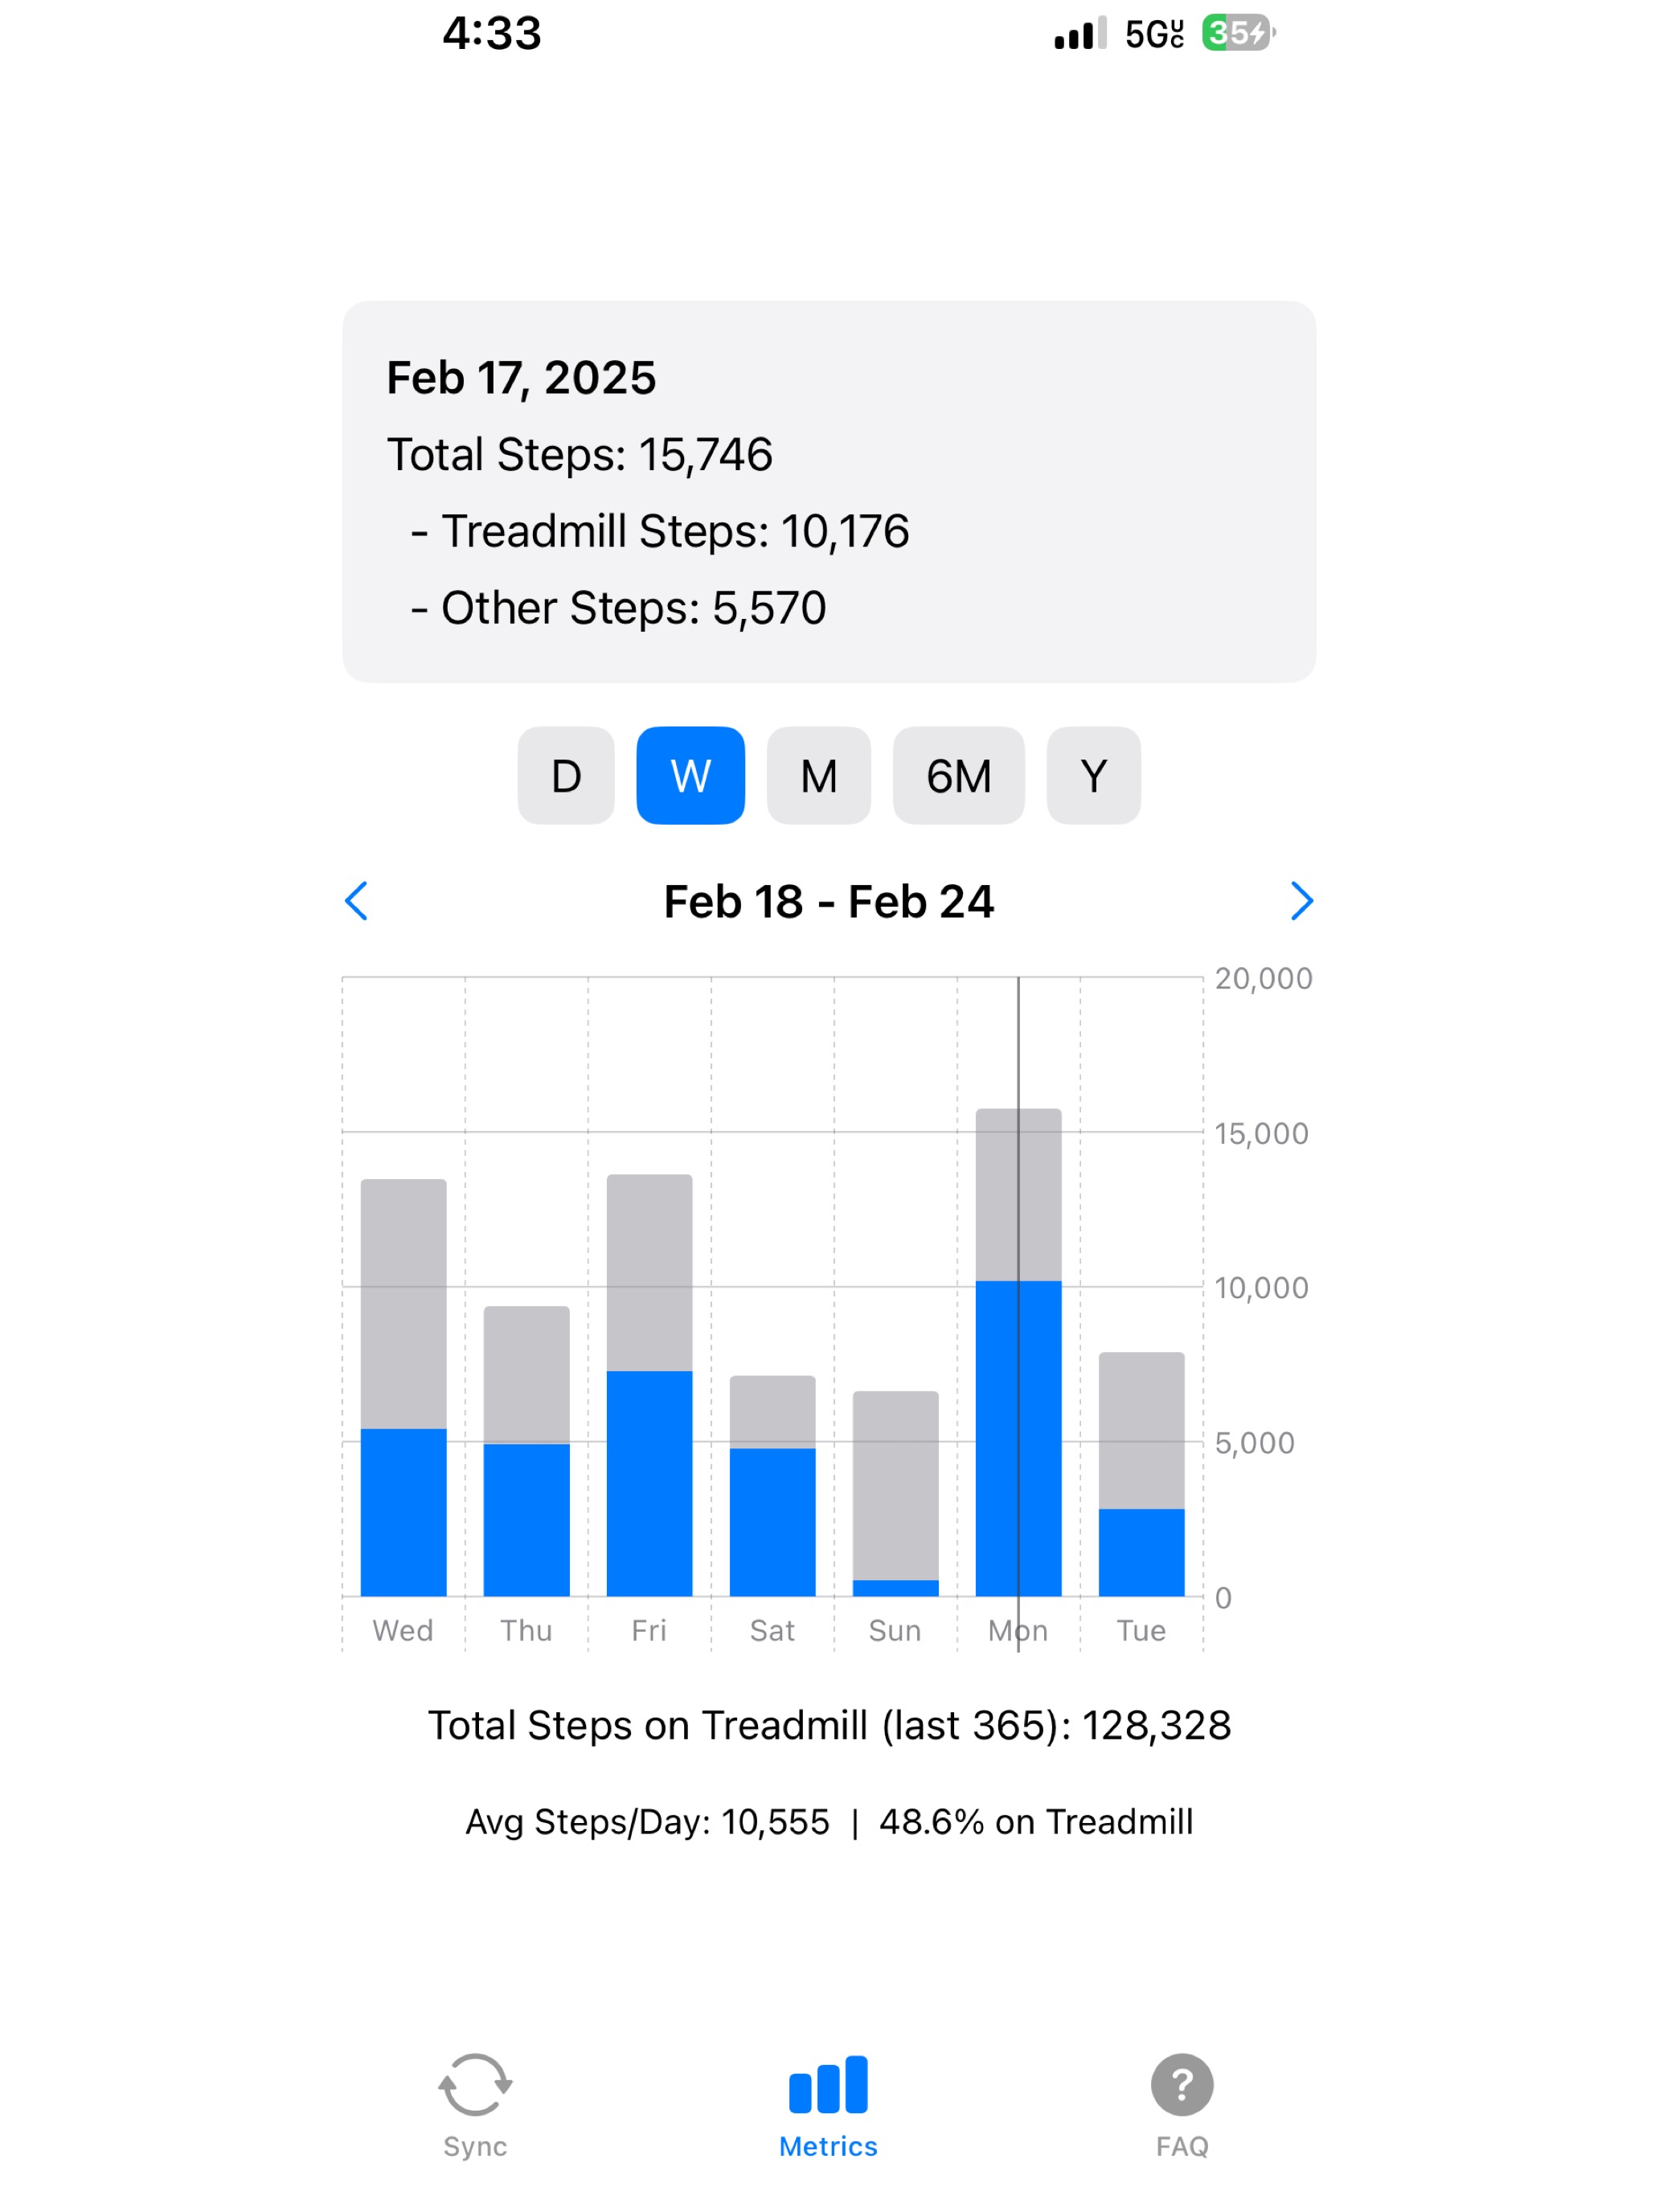 4:33 5GUC 35
Feb 17, 2025
Total Steps: 15,746
- Treadmill Steps: 10,176
- Other Steps: 5,570
D W M 6M Y
Feb 18 - Feb 24
20,000
15,000
10,000
5,000
0
Wed Thu Fri Sat Sun Mon Tue
Total Steps on Treadmill (last 365): 128,328
Avg Steps/Day: 10,555 | 48.6% on Treadmill
Sync Metrics FAQ